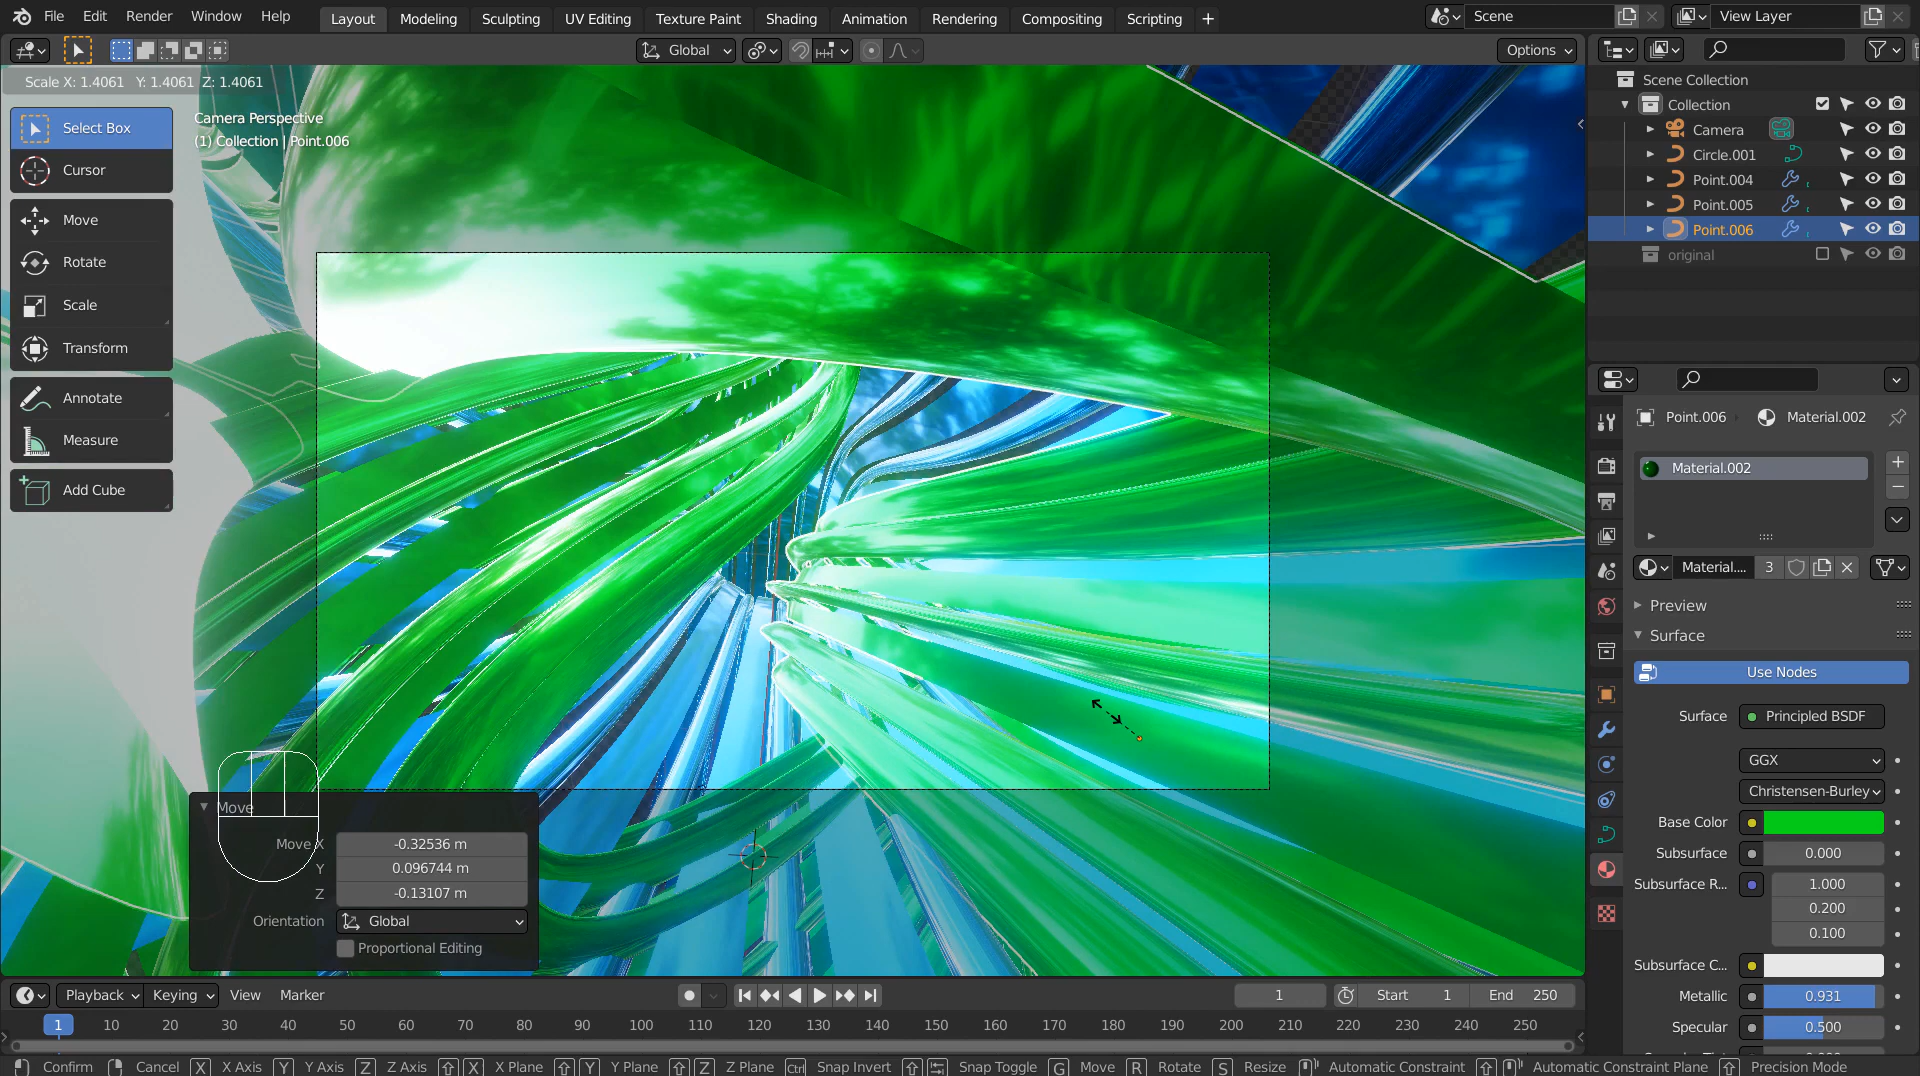 File Edit Render Window Help Layout Modeling Sculpting UV Editing Texture Paint Shading Animation Rendering Compositing Scripting + Scene View Layer
Global Options
Scale X: 1.4061 Y: 1.4061 Z: 1.4061
Select Box
Cursor
Move
Rotate
Scale
Transform
Annotate
Measure
Add Cube
Camera Perspective
(1) Collection | Point.006
Move
Move X -0.32536 m
Y 0.096744 m
Z -0.13107 m
Orientation Global
Proportional Editing
Scene Collection
Collection
Camera
Circle.001
Point.004
Point.005
Point.006
original
Point.006 Material.002
Material.002
Material.... 3
Preview
Surface
Use Nodes
Surface Principled BSDF
GGX
Christensen-Burley
Base Color
Subsurface 0.000
Subsurface R... 1.000
0.200
0.100
Subsurface C...
Metallic 0.931
Specular 0.500
Playback Keying View Marker 1 Start 1 End 250
1 10 20 30 40 50 60 70 80 90 100 110 120 130 140 150 160 170 180 190 200 210 220 230 240 250
Confirm Cancel X X Axis Y Y Axis Z Z Axis X X Plane Y Y Plane Z Z Plane Ctrl Snap Invert Snap Toggle G Move R Rotate S Resize Automatic Constraint Automatic Constraint Plane Precision Mode